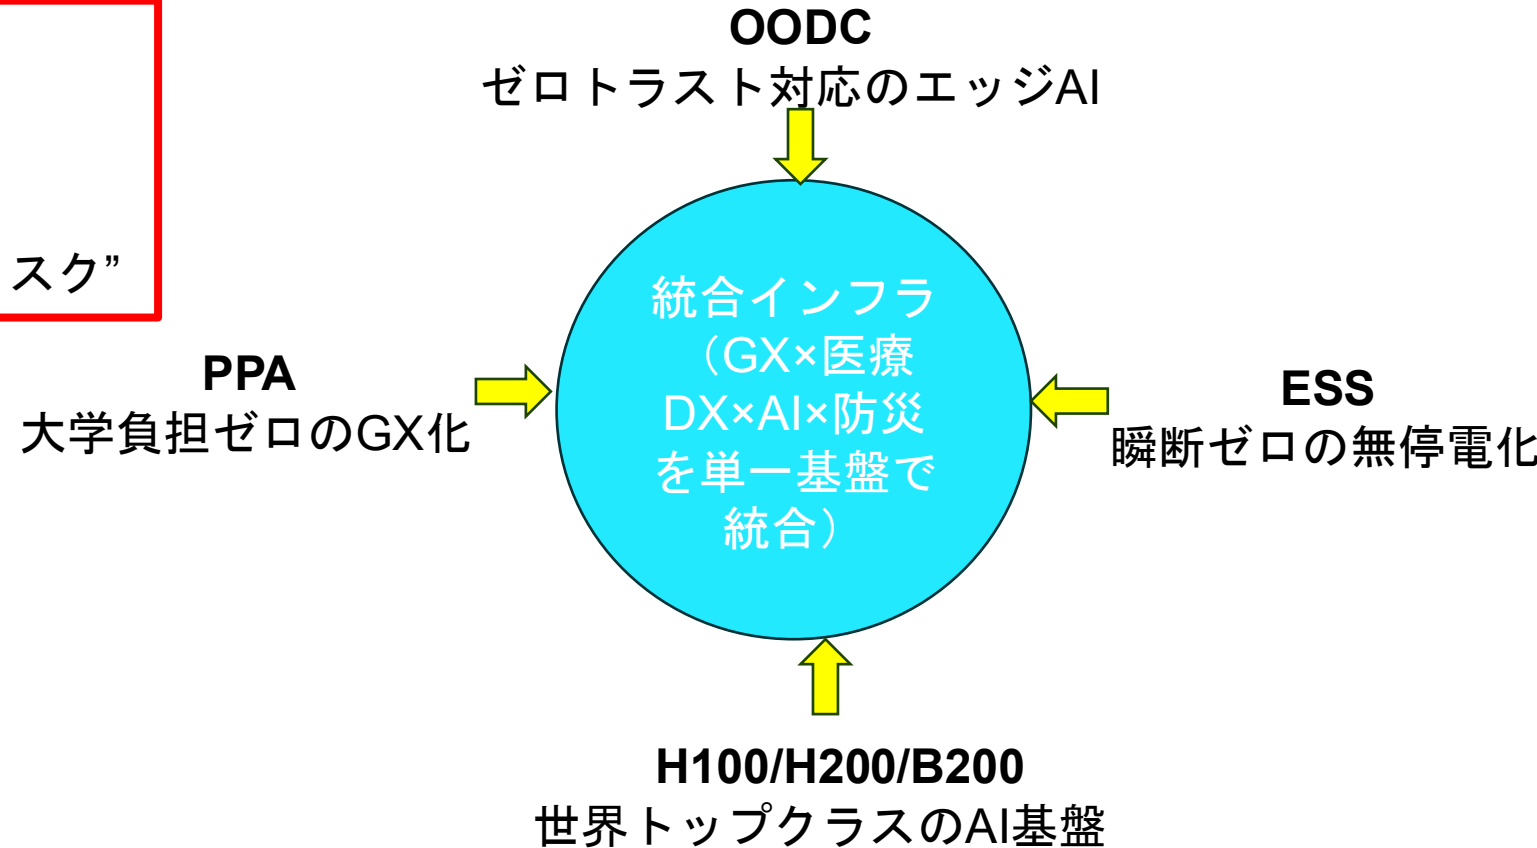 OODC
ゼロトラスト対応のエッジAI
スク”
統合インフラ
（GX×医療
DX×AI×防災
を単一基盤で
統合）
PPA
大学負担ゼロのGX化
ESS
瞬断ゼロの無停電化
H100/H200/B200
世界トップクラスのAI基盤